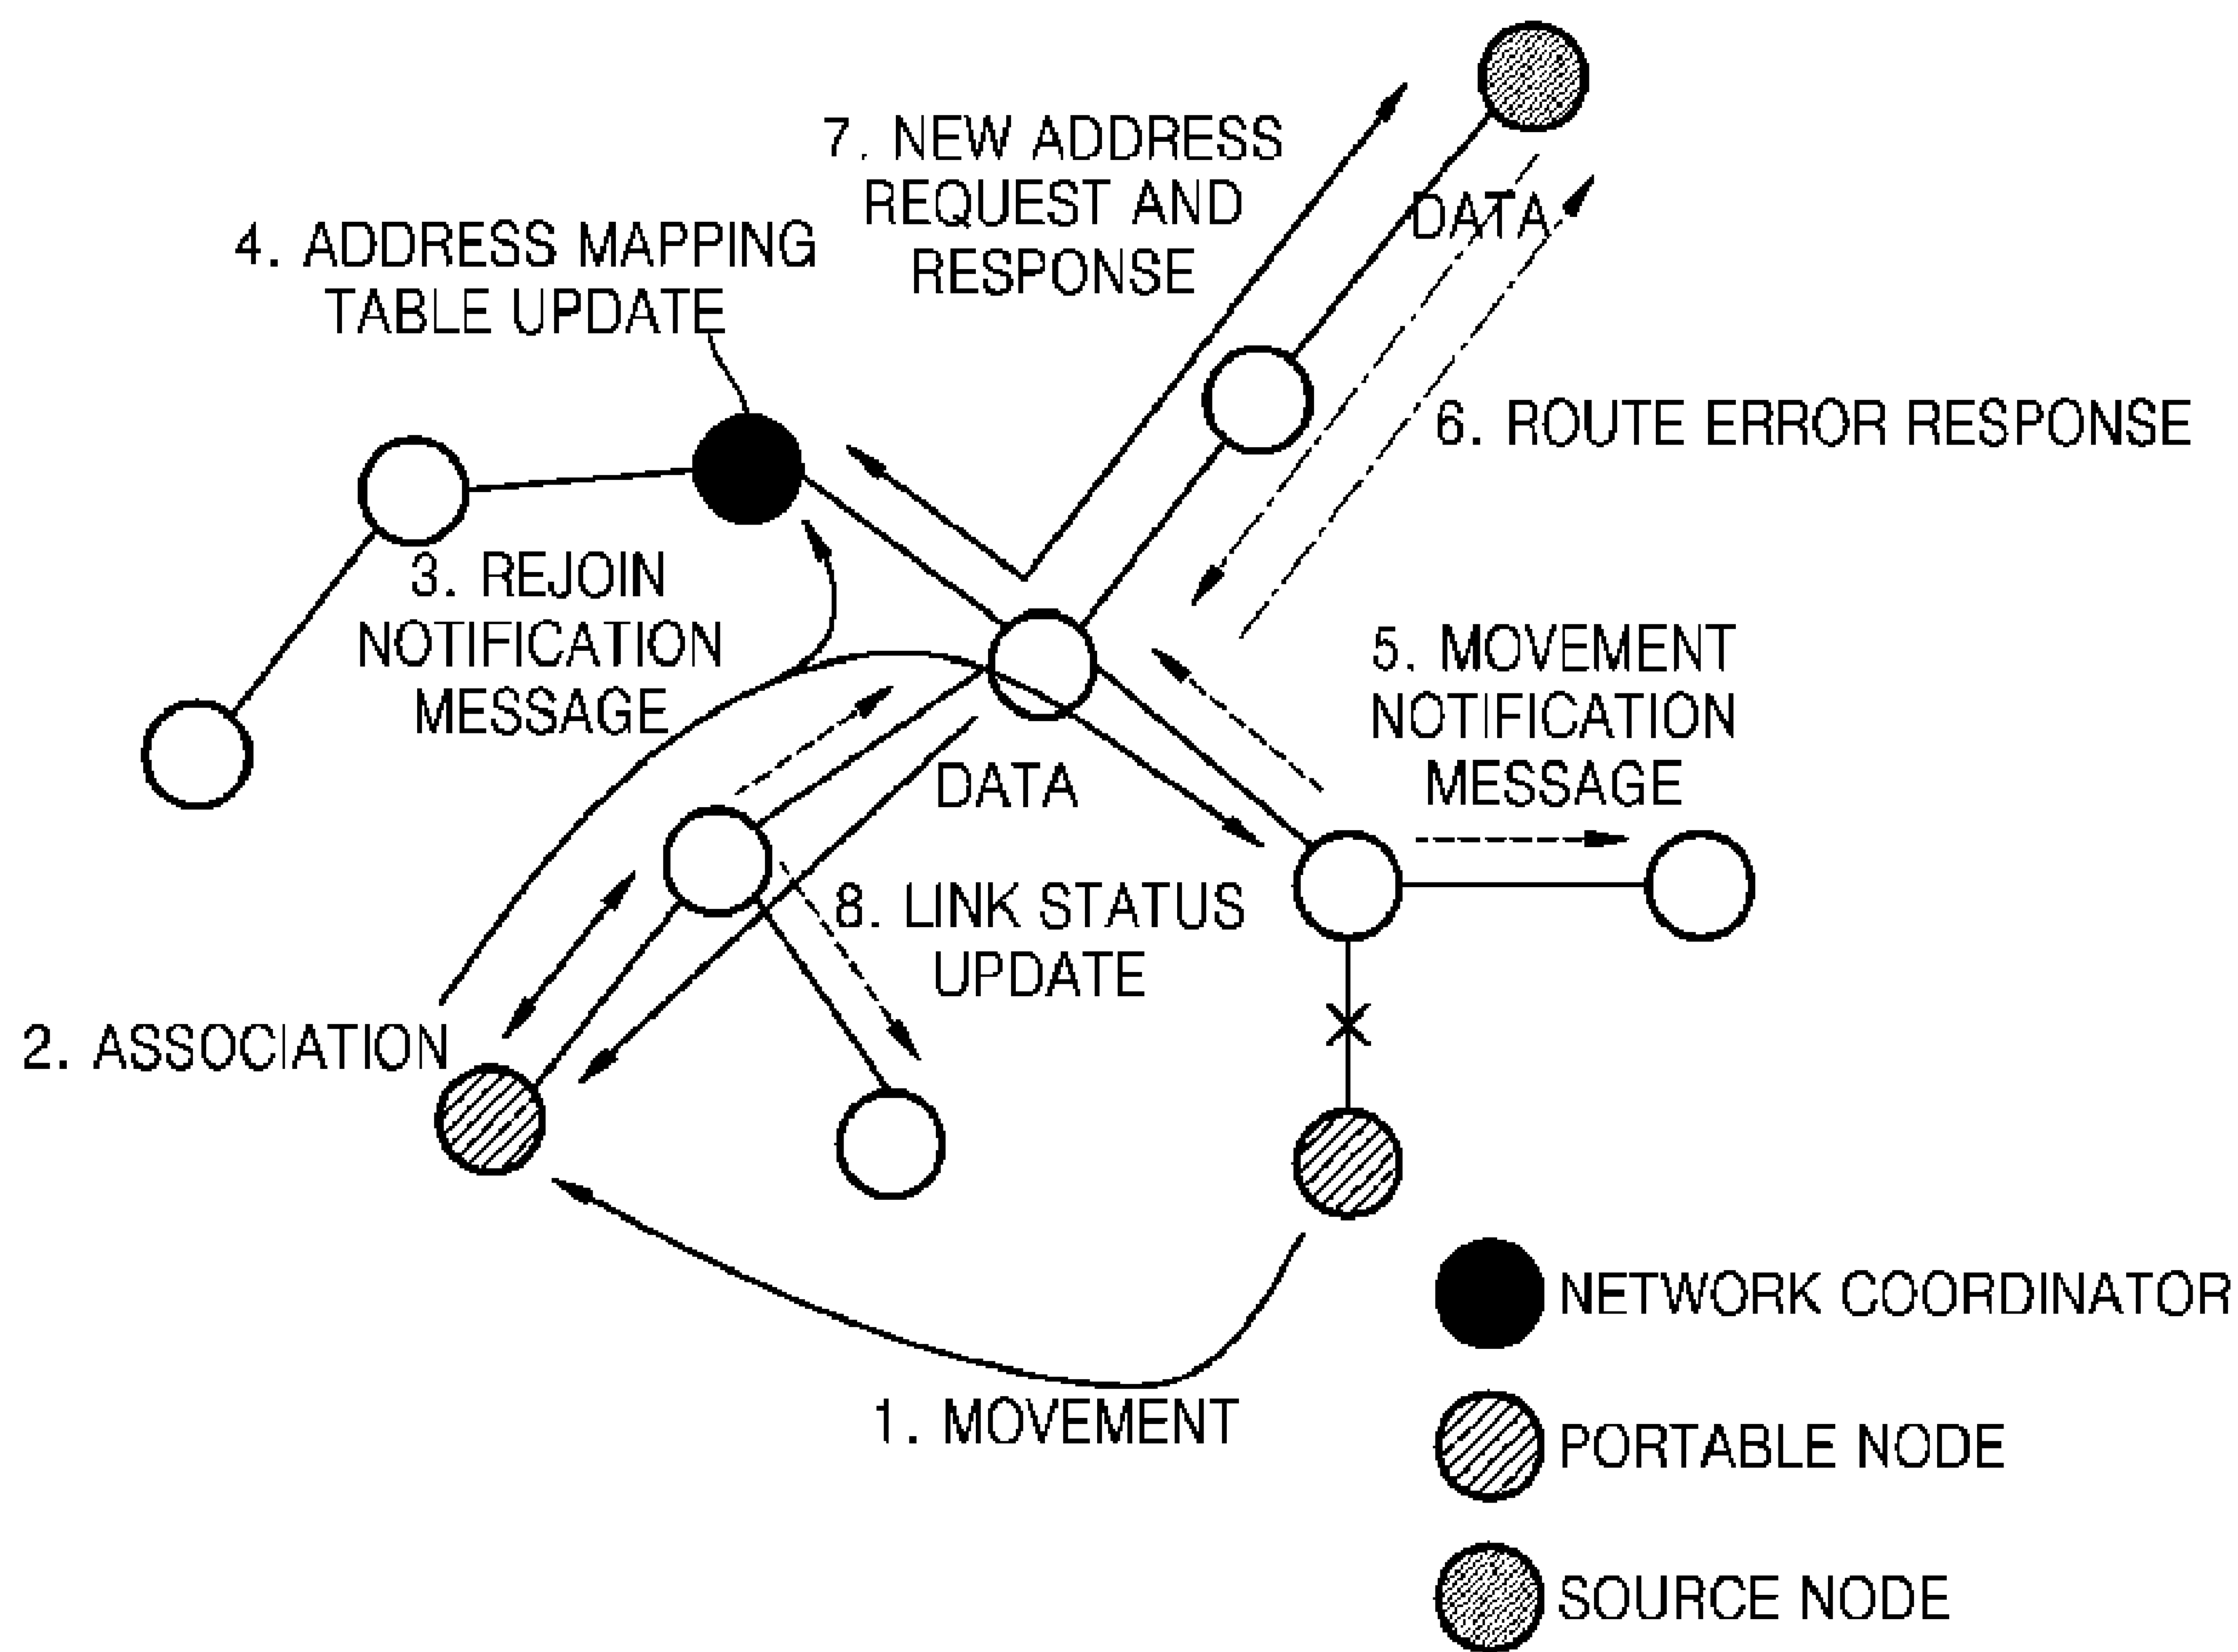 7. NEW ADDRESS
REQUEST AND
RESPONSE
DATA
4. ADDRESS MAPPING
TABLE UPDATE
6. ROUTE ERROR RESPONSE
3. REJOIN
NOTIFICATION
MESSAGE
5. MOVEMENT
NOTIFICATION
MESSAGE
DATA
8. LINK STATUS
UPDATE
2. ASSOCIATION
1. MOVEMENT
NETWORK COORDINATOR
PORTABLE NODE
SOURCE NODE